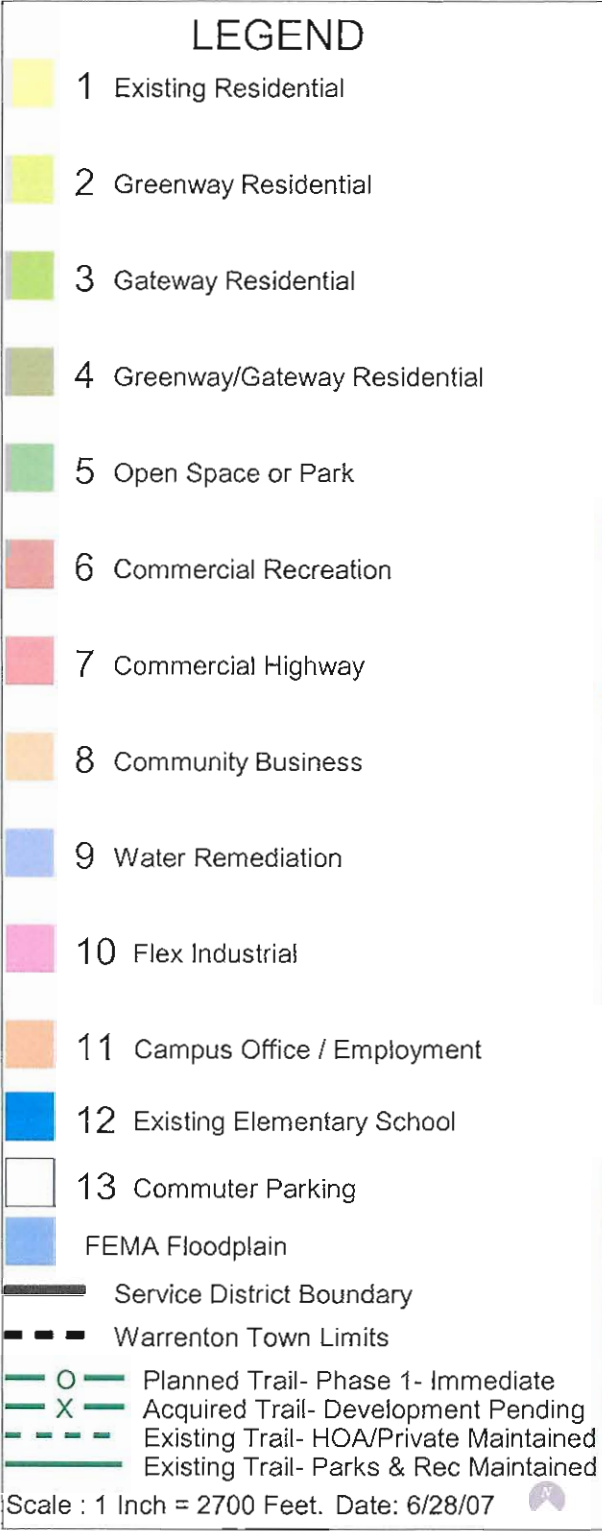 LEGEND
1 Existing Residential
2 Greenway Residential
3 Gateway Residential
4 Greenway/Gateway Residential
5 Open Space or Park
6 Commercial Recreation
7 Commercial Highway
8 Community Business
9 Water Remediation
10 Flex Industrial
11 Campus Office / Employment
12 Existing Elementary School
13 Commuter Parking
FEMA Floodplain
Service District Boundary
Warrenton Town Limits
O Planned Trail- Phase 1- Immediate
X Acquired Trail- Development Pending
Existing Trail- HOA/Private Maintained
Existing Trail- Parks & Rec Maintained
Scale : 1 Inch = 2700 Feet. Date: 6/28/07 N